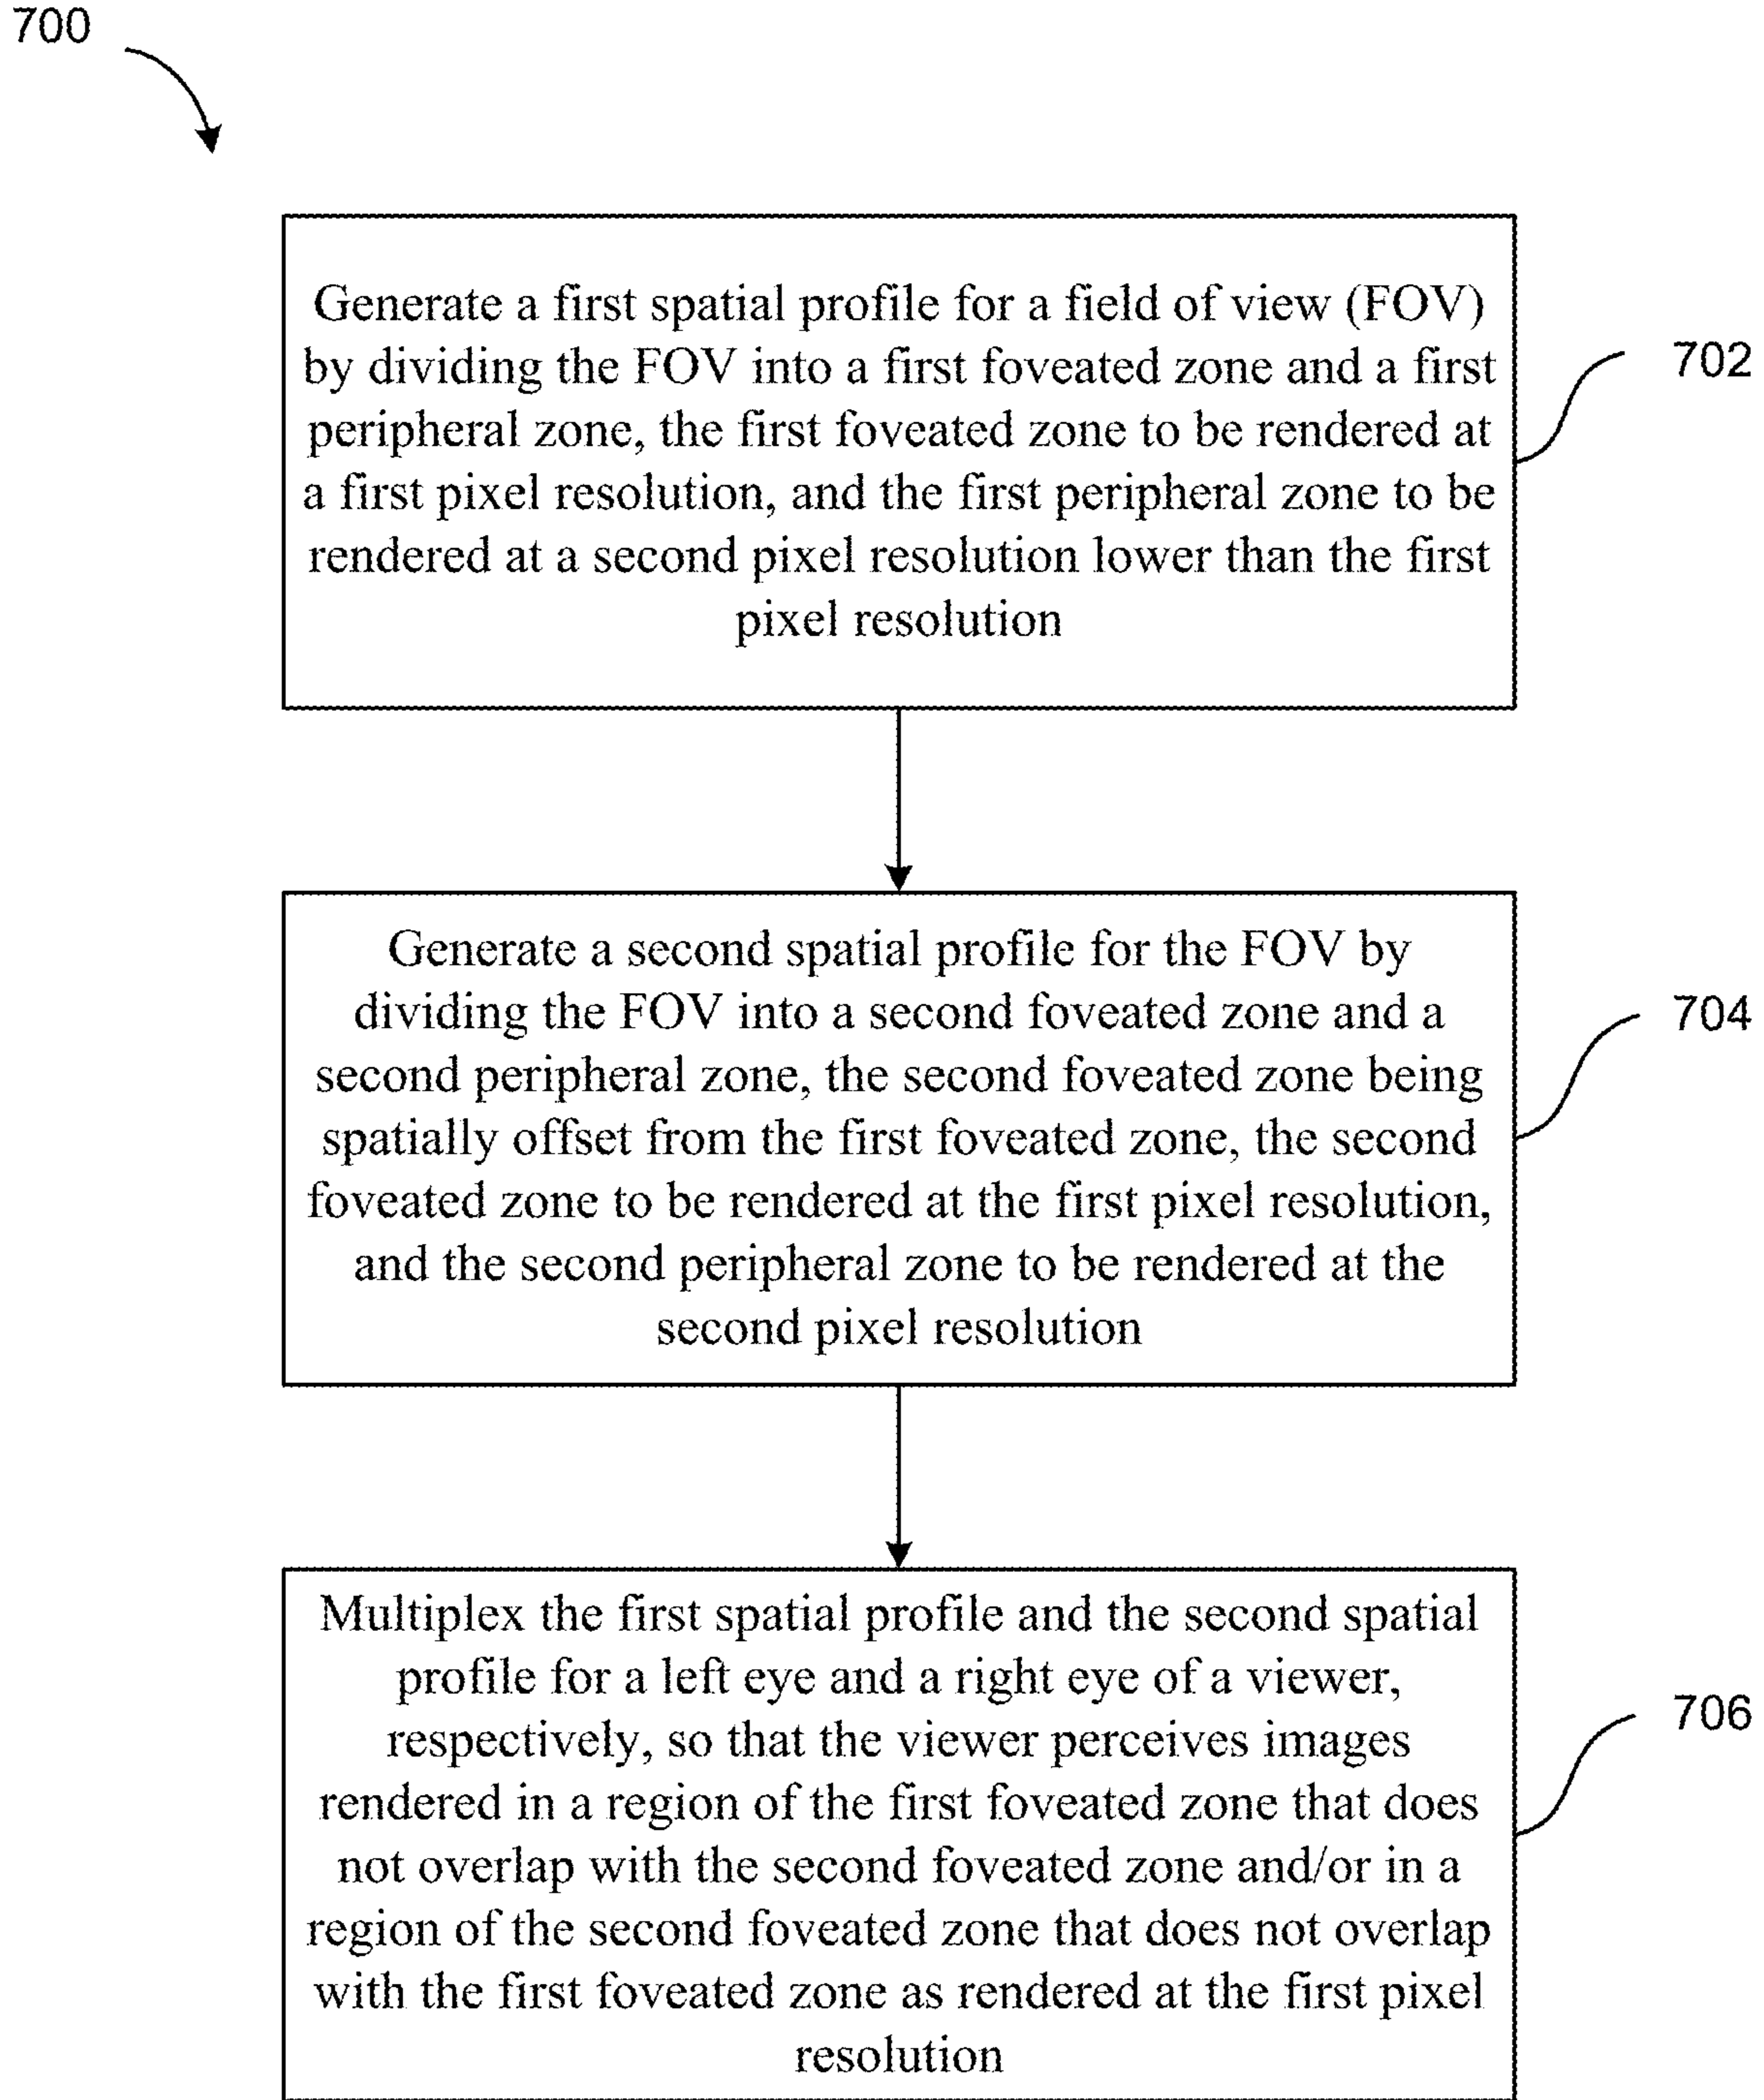 700
Generate a first spatial profile for a field of view (FOV)
by dividing the FOV into a first foveated zone and a first
peripheral zone, the first foveated zone to be rendered at
a first pixel resolution, and the first peripheral zone to be
rendered at a second pixel resolution lower than the first
pixel resolution
702
Generate a second spatial profile for the FOV by
dividing the FOV into a second foveated zone and a
second peripheral zone, the second foveated zone being
spatially offset from the first foveated zone, the second
foveated zone to be rendered at the first pixel resolution,
and the second peripheral zone to be rendered at the
second pixel resolution
704
Multiplex the first spatial profile and the second spatial
profile for a left eye and a right eye of a viewer,
respectively, so that the viewer perceives images
rendered in a region of the first foveated zone that does
not overlap with the second foveated zone and/or in a
region of the second foveated zone that does not overlap
with the first foveated zone as rendered at the first pixel
resolution
706